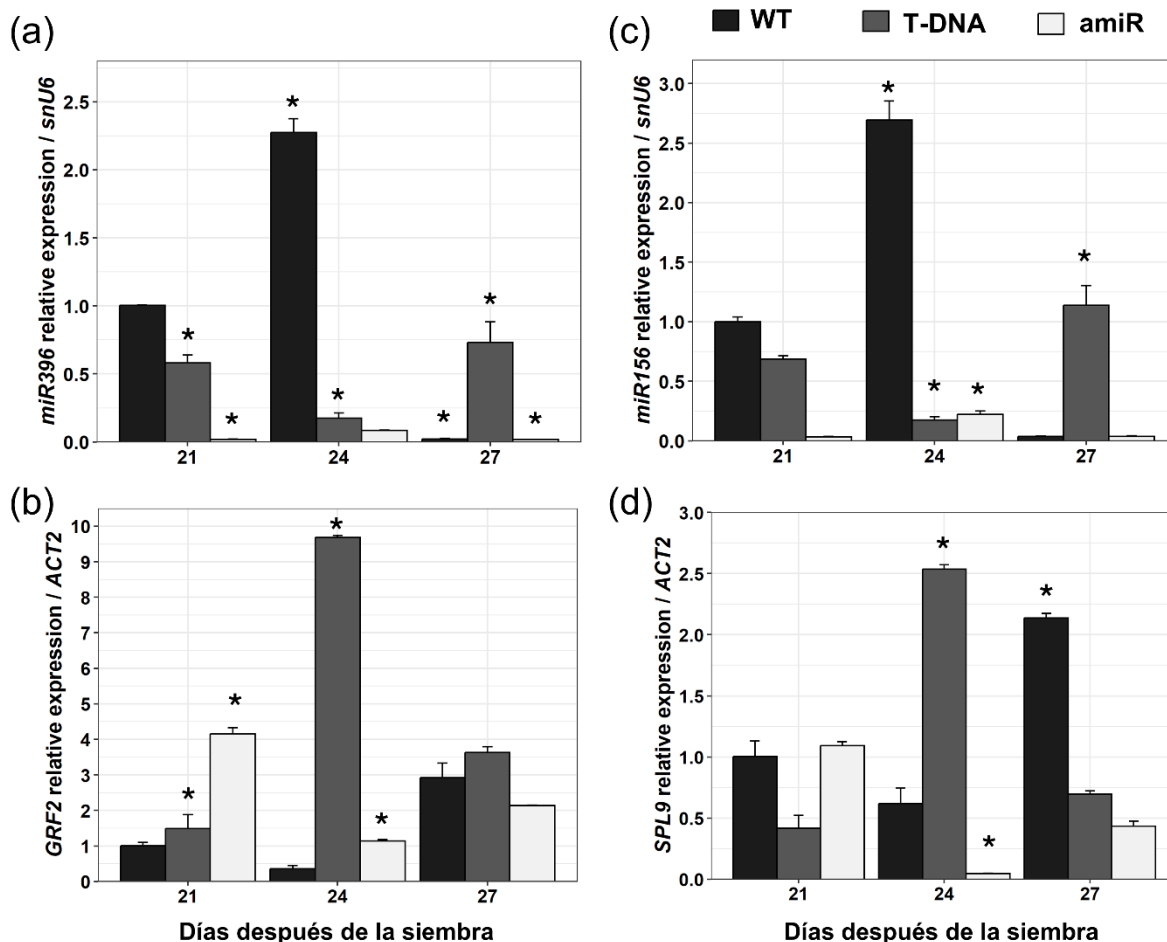 (a)
(c)
WT T-DNA amiR
miR396 relative expression / snU6
2.5
2.0
1.5
1.0
0.5
0.0
* * * * * * *
21 24 27
miR156 relative expression / snU6
3.0
2.5
2.0
1.5
1.0
0.5
0.0
* * * *
21 24 27
(b)
GRF2 relative expression / ACT2
10
9
8
7
6
5
4
3
2
1
0
* * * *
21 24 27
Días después de la siembra
(d)
SPL9 relative expression / ACT2
3.0
2.5
2.0
1.5
1.0
0.5
0.0
* * *
21 24 27
Días después de la siembra